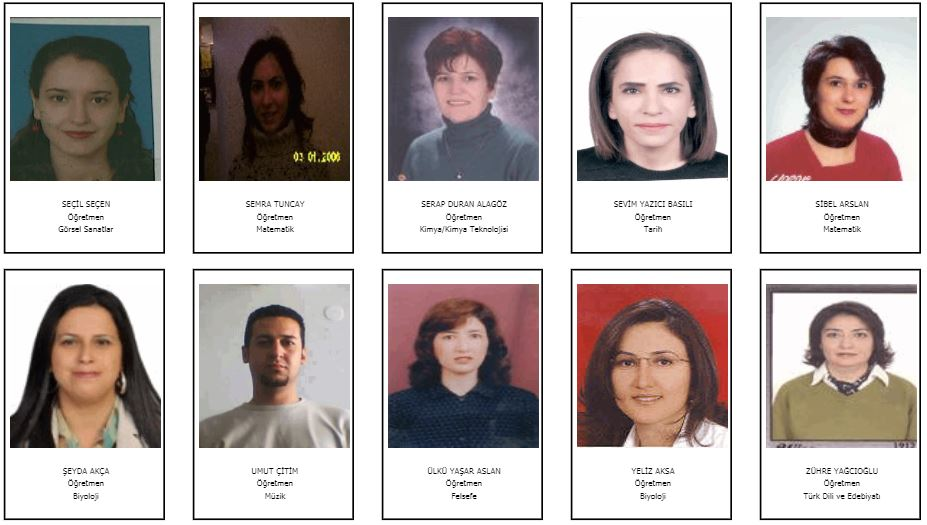 03 01.2006
SEÇİL SEÇEN
Öğretmen
Görsel Sanatlar
SEMRA TUNCAY
Öğretmen
Matematik
SERAP DURAN ALAGÖZ
Öğretmen
Kimya/Kimya Teknolojisi
SEVİM YAZICI BASILI
Öğretmen
Tarih
SİBEL ARSLAN
Öğretmen
Matematik
ŞEYDA AKÇA
Öğretmen
Biyoloji
UMUT ÇİTİM
Öğretmen
Müzik
ÜLKÜ YAŞAR ASLAN
Öğretmen
Felsefe
YELİZ AKSA
Öğretmen
Biyoloji
1913
ZÜHRE YAĞCIOĞLU
Öğretmen
Türk Dili ve Edebiyatı